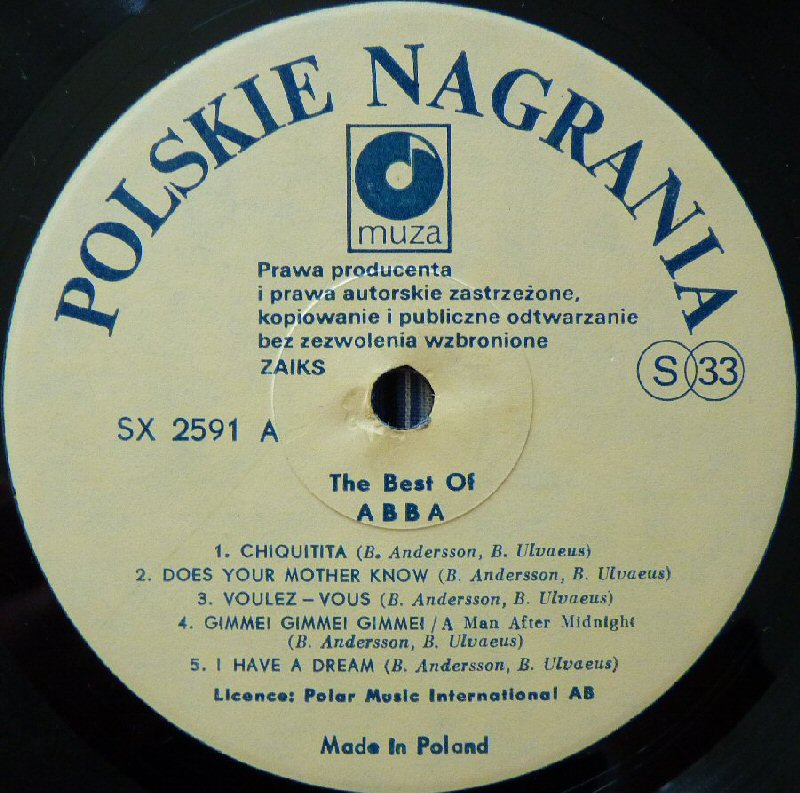 POLSKIE NAGRANIA
muza
Prawa producenta
i prawa autorskie zastrzeżone,
kopiowanie i publiczne odtwarzanie
bez zezwolenia wzbronione
ZAIKS
S 33
SX 2591 A
The Best Of
ABBA
1. CHIQUITITA (B. Andersson, B. Ulvaeus)
2. DOES YOUR MOTHER KNOW (B. Andersson, B. Ulvaeus)
3. VOULEZ – VOUS (B. Andersson, B. Ulvaeus)
4. GIMME! GIMME! GIMME! / A Man After Midnight
(B. Andersson, B. Ulvaeus)
5. I HAVE A DREAM (B. Andersson, B. Ulvaeus)
Licence: Polar Music International AB
Made In Poland